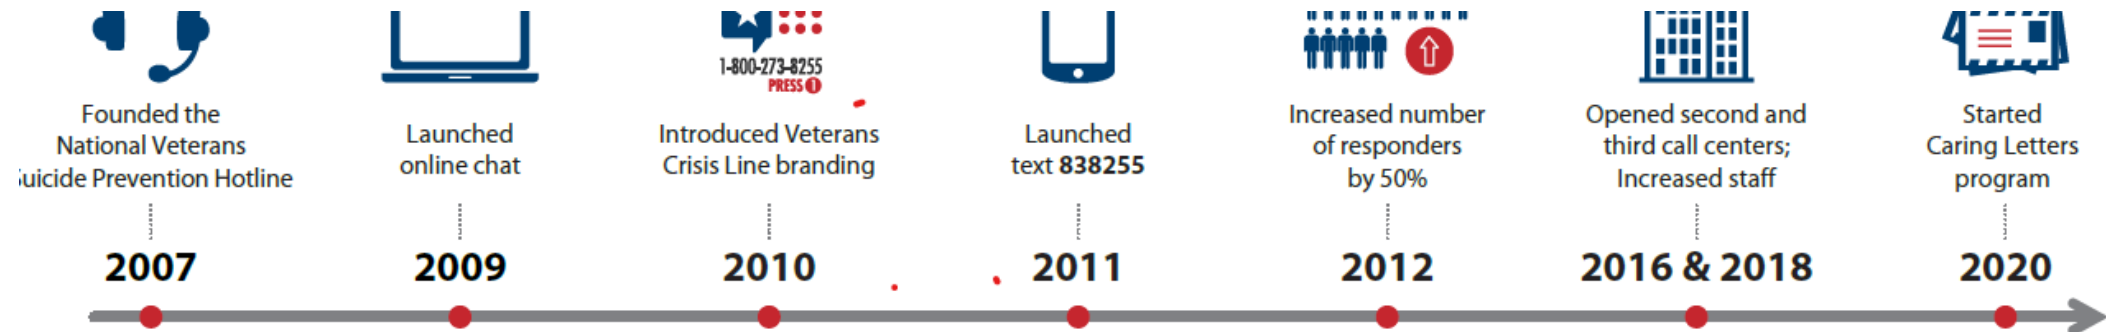 1-800-273-8255
PRESS 1
Founded the
National Veterans
Suicide Prevention Hotline
Launched
online chat
Introduced Veterans
Crisis Line branding
Launched
text 838255
Increased number
of responders
by 50%
Opened second and
third call centers;
Increased staff
Started
Caring Letters
program
2007
2009
2010
2011
2012
2016 & 2018
2020